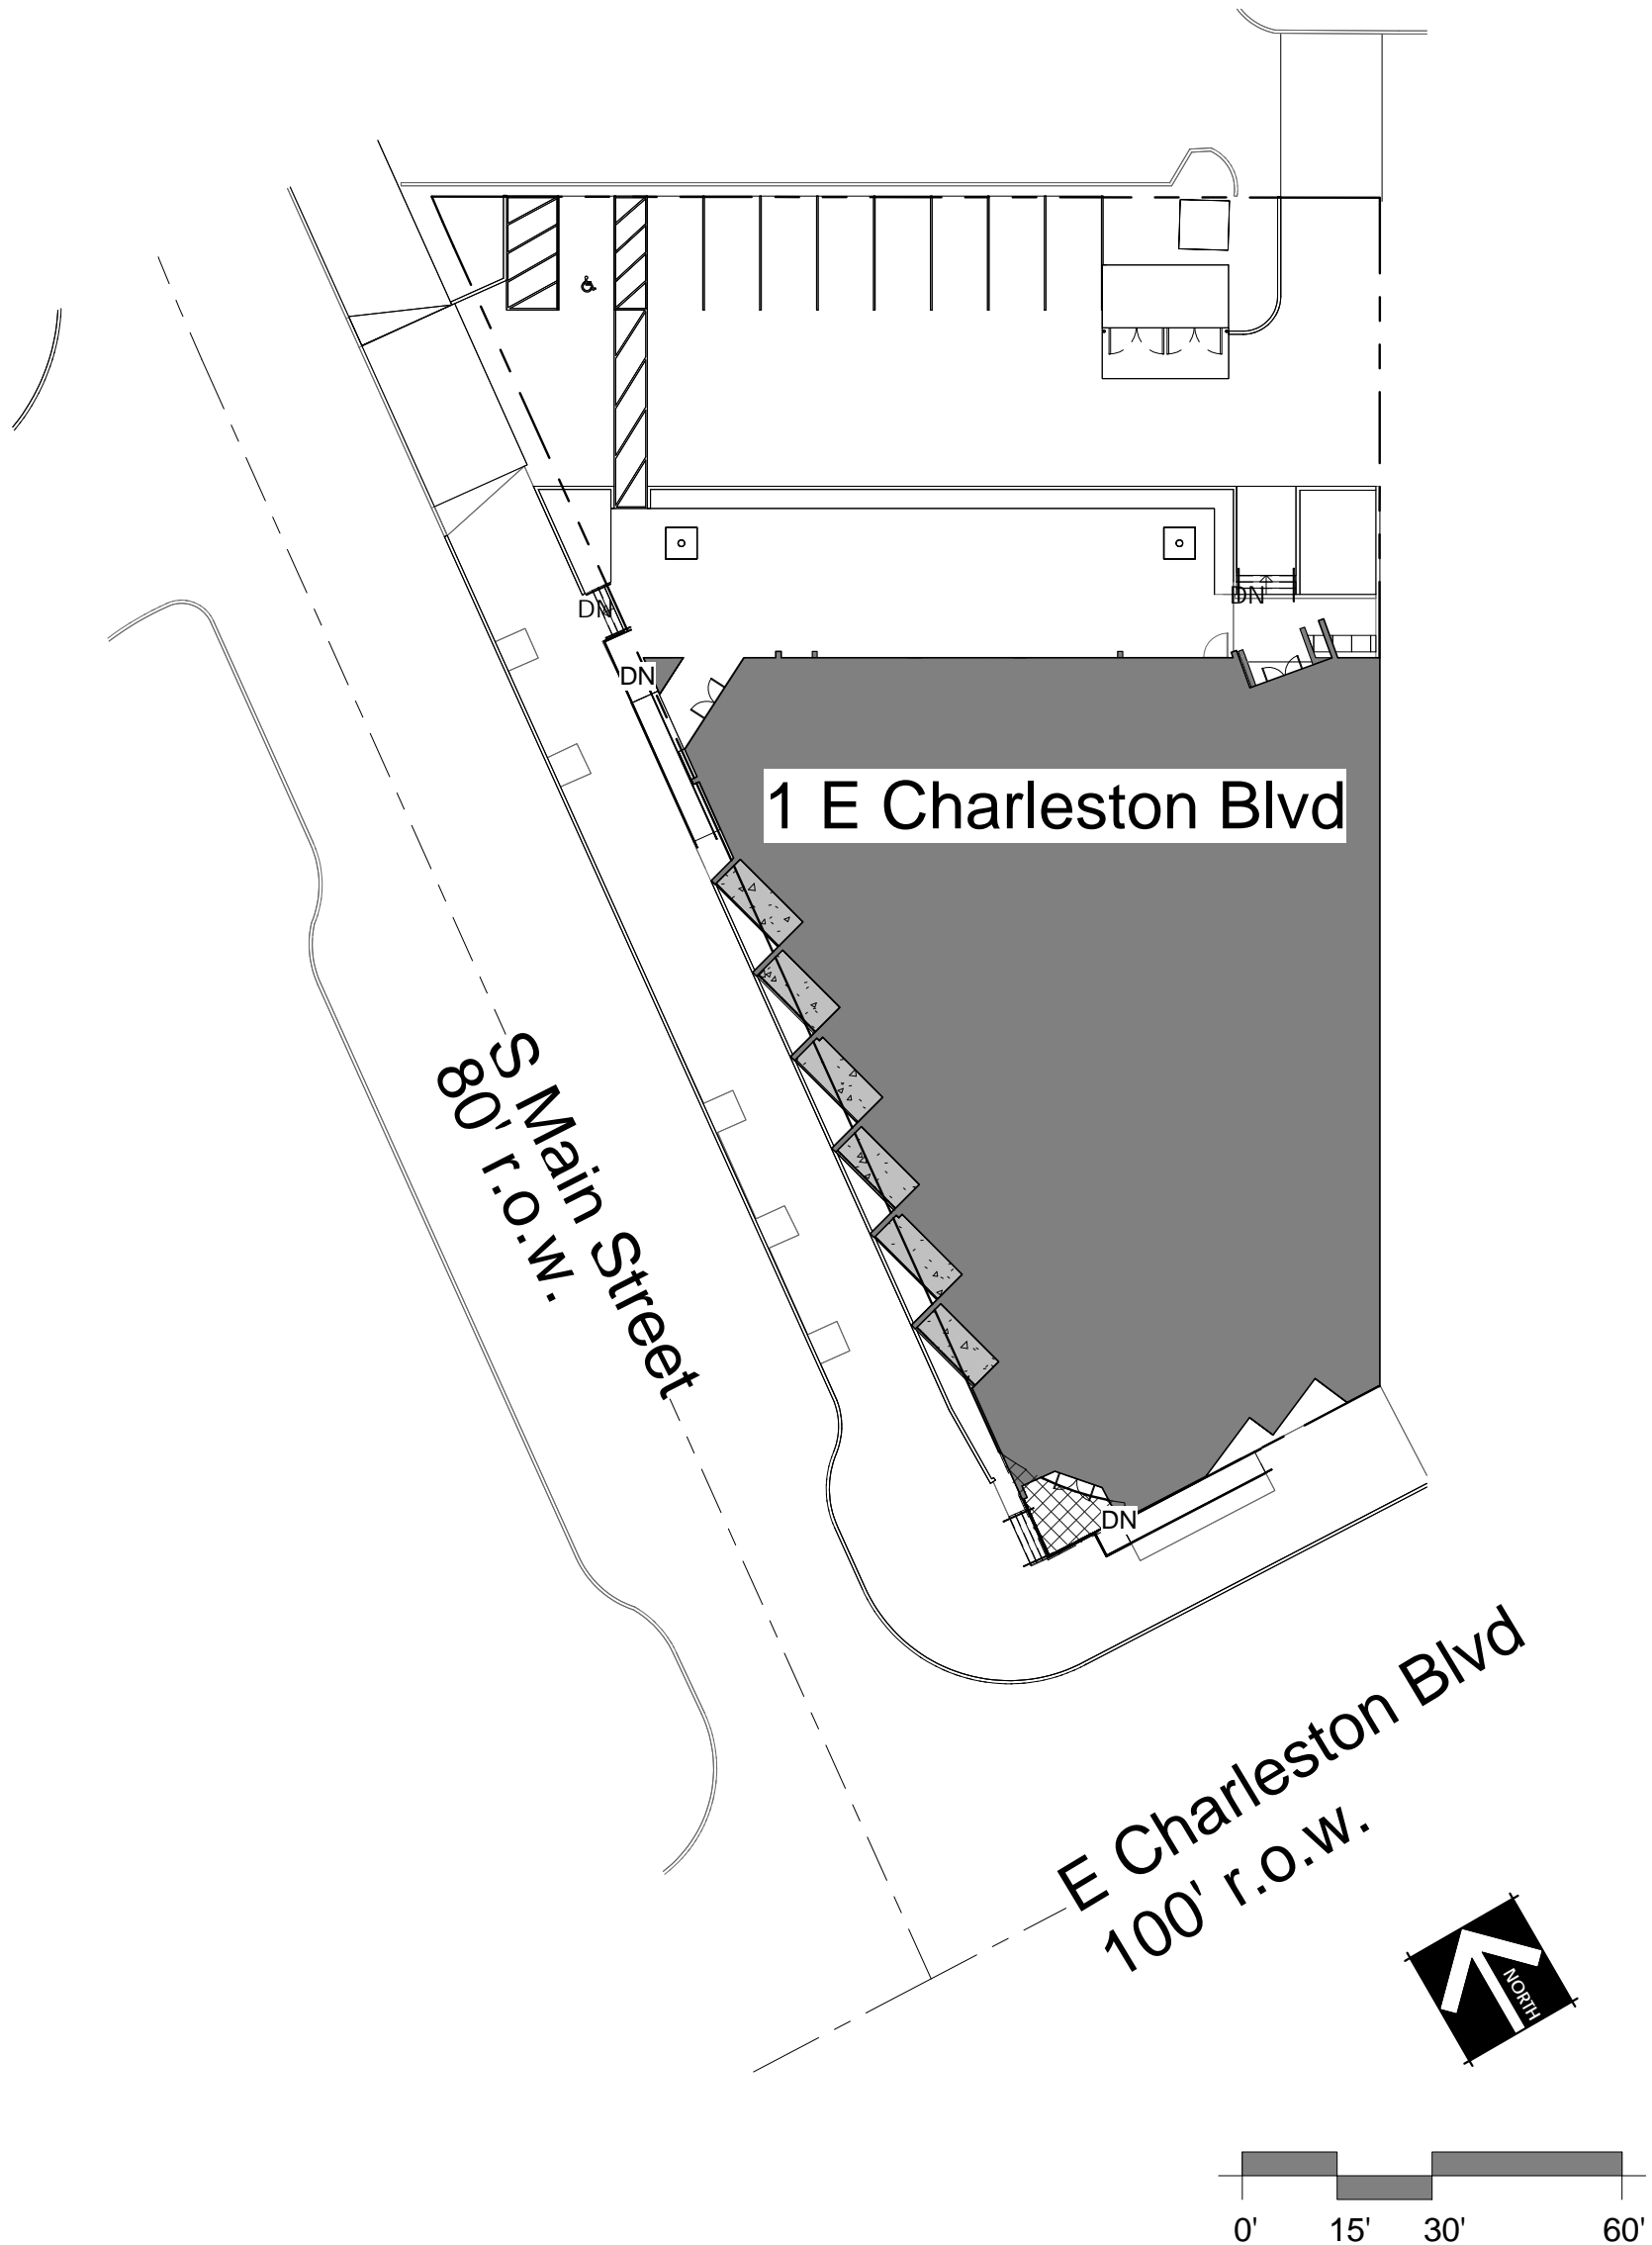 DN
DN
DN
1 E Charleston Blvd
S Main Street
80' r.o.w.
DN
E Charleston Blvd
100' r.o.w.
NORTH
0' 15' 30' 60'